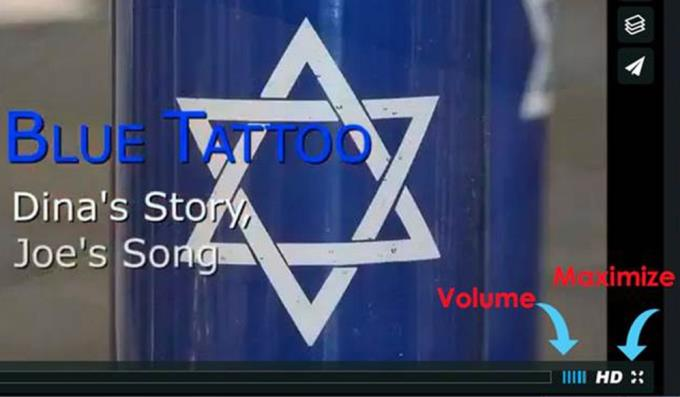 BLUE TATTOO
Dina's Story,
Joe's Song
Maximize
Volume
HD